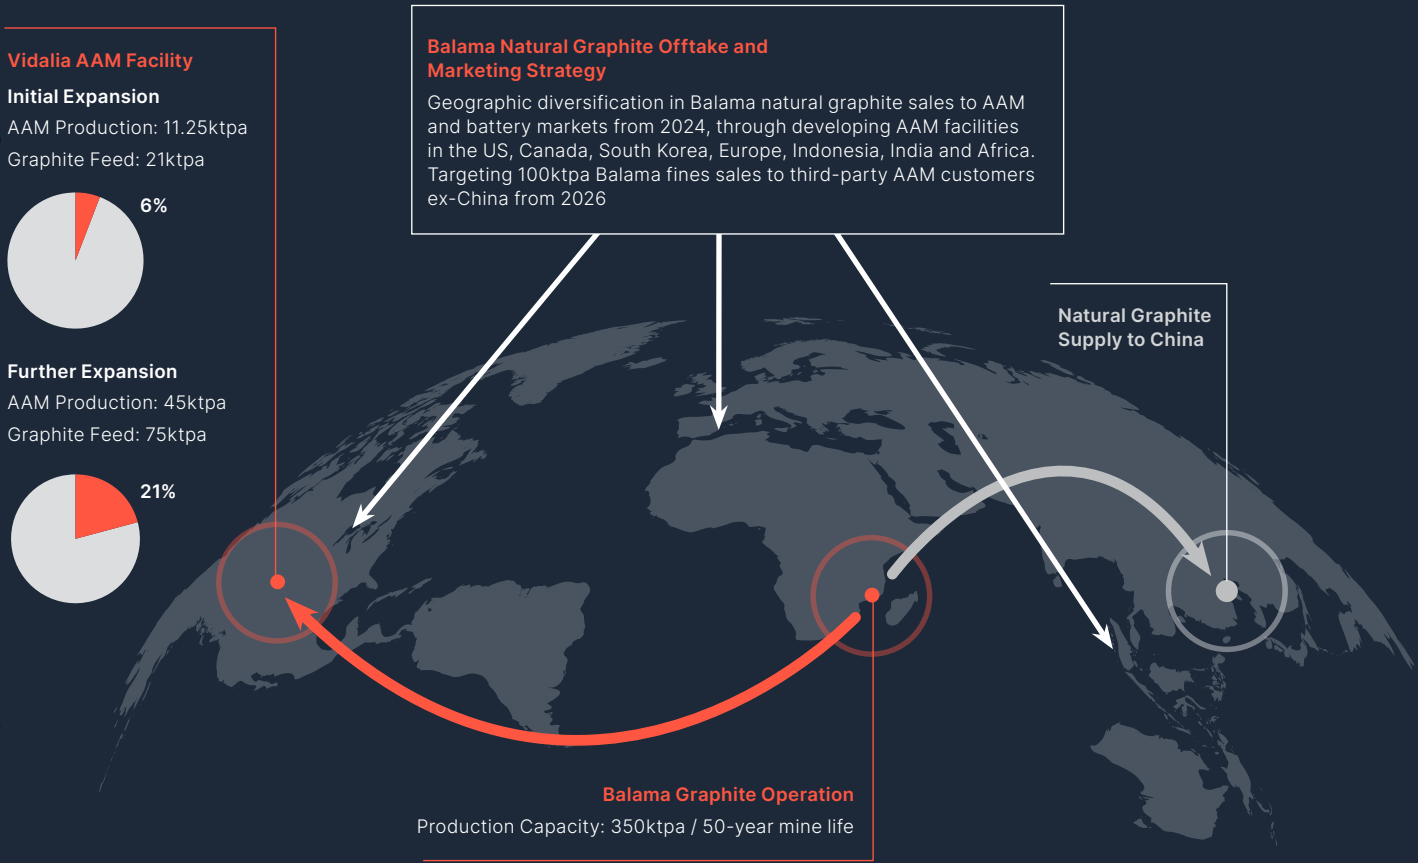 Vidalia AAM Facility
Initial Expansion
AAM Production: 11.25ktpa
Graphite Feed: 21ktpa
6%
Further Expansion
AAM Production: 45ktpa
Graphite Feed: 75ktpa
21%
Balama Natural Graphite Offtake and
Marketing Strategy
Geographic diversification in Balama natural graphite sales to AAM
and battery markets from 2024, through developing AAM facilities
in the US, Canada, South Korea, Europe, Indonesia, India and Africa.
Targeting 100ktpa Balama fines sales to third-party AAM customers
ex-China from 2026
Natural Graphite
Supply to China
Balama Graphite Operation
Production Capacity: 350ktpa / 50-year mine life